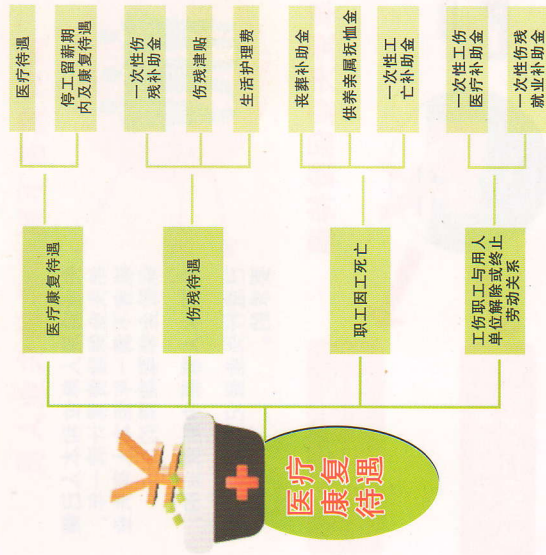 医疗
康复
待遇
医疗康复待遇
医疗待遇
停工留薪期
内及康复待遇
伤残待遇
一次性伤
残补助金
伤残津贴
生活护理费
职工因工死亡
丧葬补助金
供养亲属抚恤金
一次性工
亡补助金
工伤职工与用人
单位解除或终止
劳动关系
一次性工伤
医疗补助金
一次性伤残
就业补助金